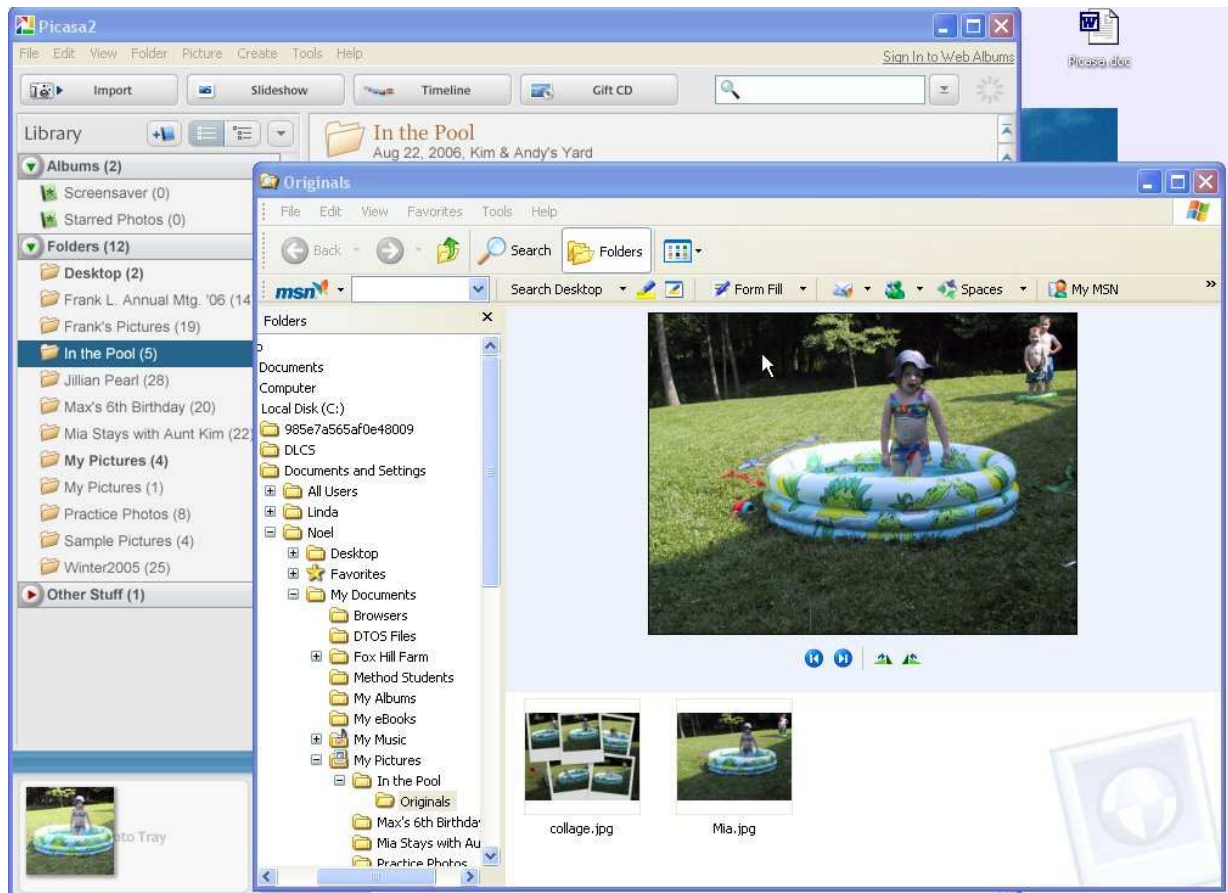 Picasa2
File Edit View Folder Picture Create Tools Help
Sign In to Web Albums
Import Slideshow Timeline Gift CD
Library
In the Pool
Aug 22, 2006, Kim & Andy's Yard
Albums (2)
Screensaver (0)
Starred Photos (0)
Folders (12)
Desktop (2)
Frank L. Annual Mtg. '06 (14
Frank's Pictures (19)
In the Pool (5)
Jillian Pearl (28)
Max's 6th Birthday (20)
Mia Stays with Aunt Kim (22)
My Pictures (4)
My Pictures (1)
Practice Photos (8)
Sample Pictures (4)
Winter2005 (25)
Other Stuff (1)
oto Tray
Picasa.doc
Originals
File Edit View Favorites Tools Help
Back Search Folders
msn Search Desktop Form Fill Spaces My MSN »
Folders
p
Documents
Computer
Local Disk (C:)
985e7a565af0e48009
DLCS
Documents and Settings
All Users
Linda
Noel
Desktop
Favorites
My Documents
Browsers
DTOS Files
Fox Hill Farm
Method Students
My Albums
My eBooks
My Music
My Pictures
In the Pool
Originals
Max's 6th Birthda
Mia Stays with Au
Practice Photos
collage.jpg
Mia.jpg